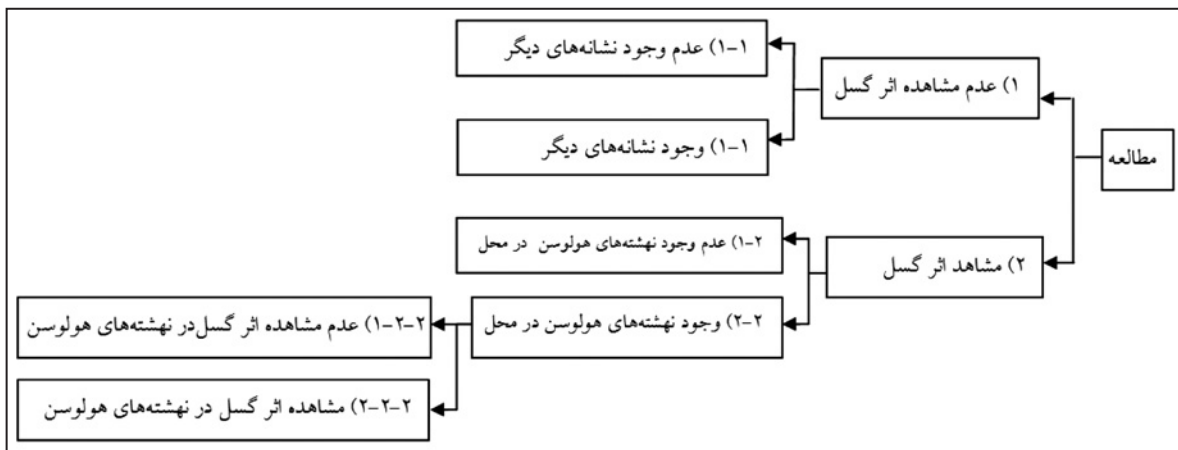 مطالعه
۱) عدم مشاهده اثر گسل
۱-۱) عدم وجود نشانه‌های دیگر
۱-۱) وجود نشانه‌های دیگر
۲) مشاهد اثر گسل
۱-۲) عدم وجود نهشته‌های هولوسن در محل
۲-۲) وجود نهشته‌های هولوسن در محل
۱-۲-۲) عدم مشاهده اثر گسل در نهشته‌های هولوسن
۲-۲-۲) مشاهده اثر گسل در نهشته‌های هولوسن